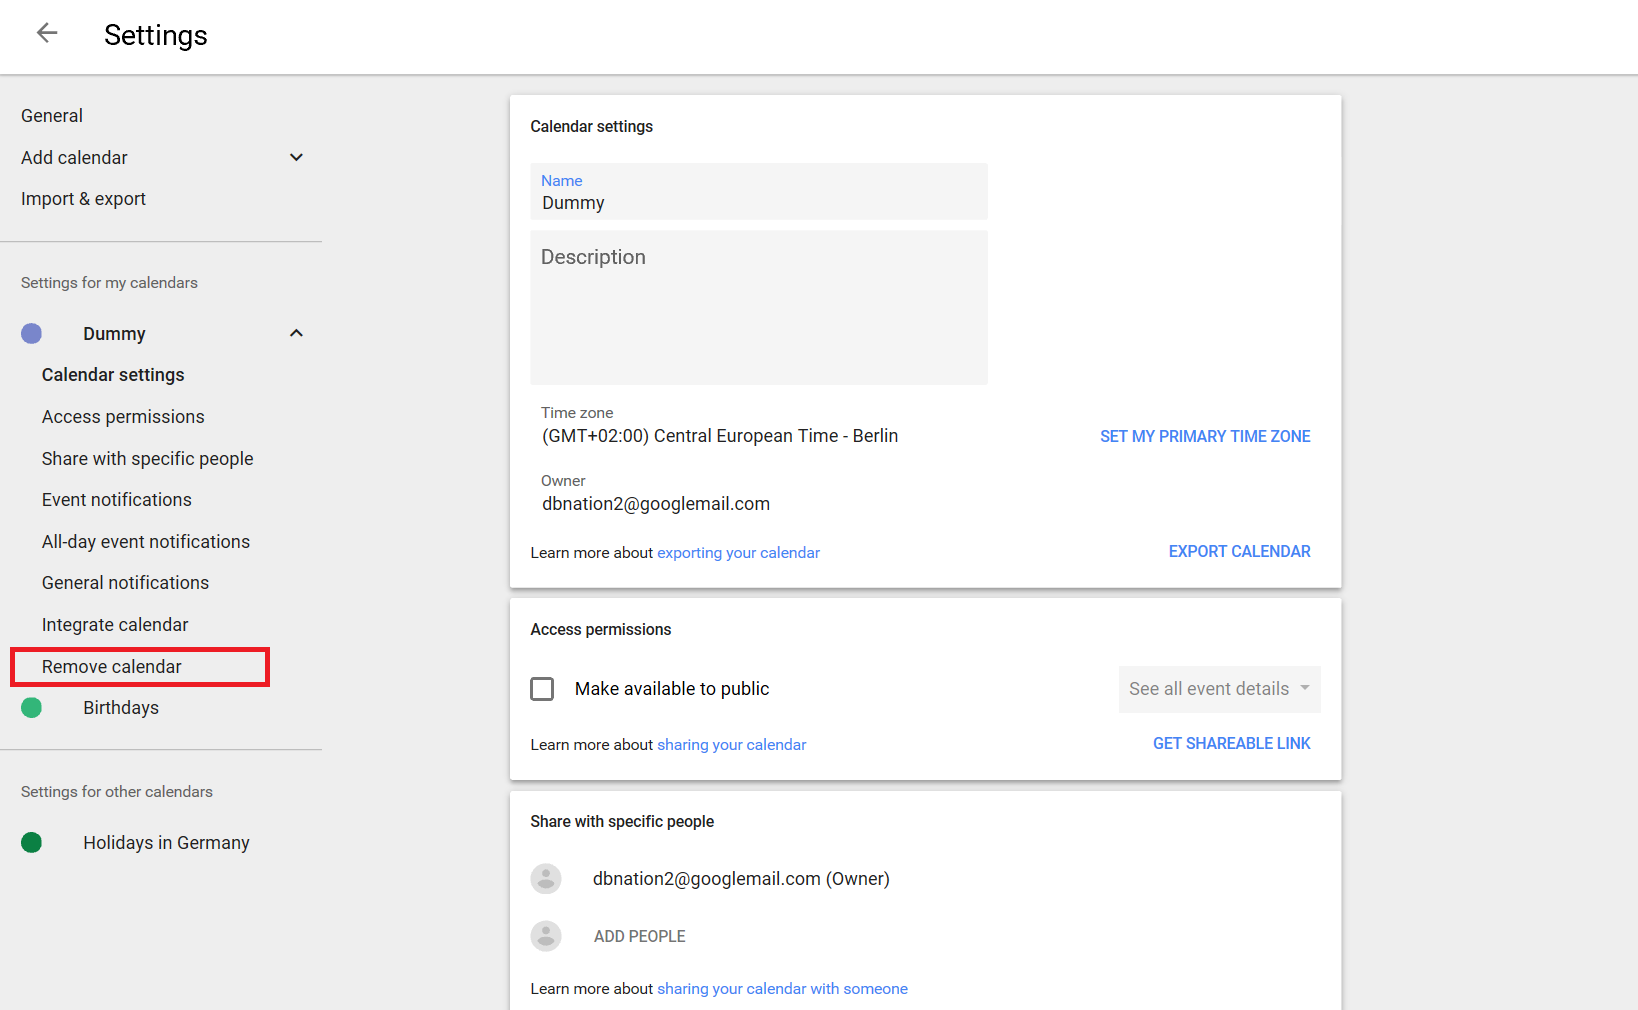 Settings
General
Add calendar
Import & export
Settings for my calendars
Dummy
Calendar settings
Access permissions
Share with specific people
Event notifications
All-day event notifications
General notifications
Integrate calendar
Remove calendar
Birthdays
Settings for other calendars
Holidays in Germany
Calendar settings
Name
Dummy
Description
Time zone
(GMT+02:00) Central European Time - Berlin
SET MY PRIMARY TIME ZONE
Owner
dbnation2@googlemail.com
Learn more about exporting your calendar
EXPORT CALENDAR
Access permissions
Make available to public
See all event details
Learn more about sharing your calendar
GET SHAREABLE LINK
Share with specific people
dbnation2@googlemail.com (Owner)
ADD PEOPLE
Learn more about sharing your calendar with someone